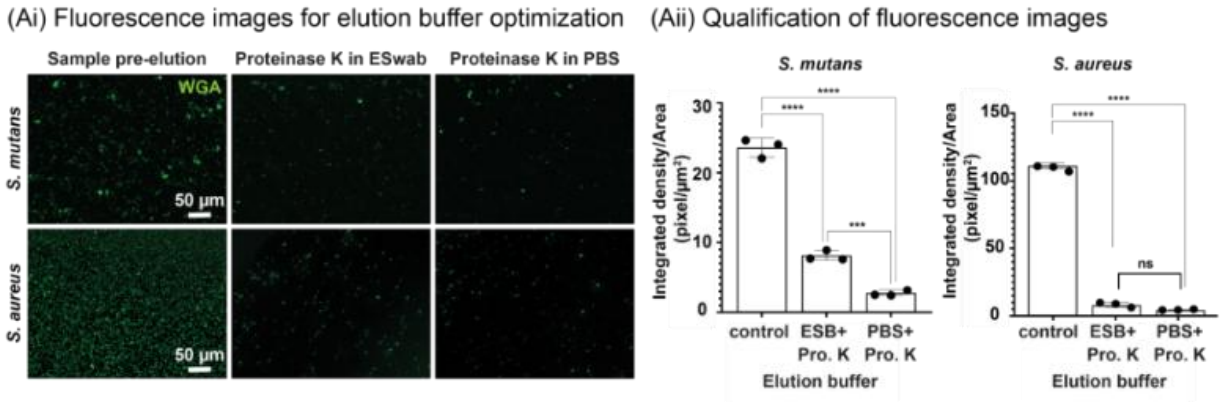 (Ai) Fluorescence images for elution buffer optimization
Sample pre-elution
Proteinase K in ESwab
Proteinase K in PBS
S. mutans
WGA
50 µm
S. aureus
50 µm
(Aii) Qualification of fluorescence images
S. mutans
Integrated density/Area
(pixel/µm²)
30
20
10
0
****
****
***
control
ESB+
Pro. K
PBS+
Pro. K
Elution buffer
S. aureus
Integrated density/Area
(pixel/µm²)
150
100
50
0
****
****
ns
control
ESB+
Pro. K
PBS+
Pro. K
Elution buffer